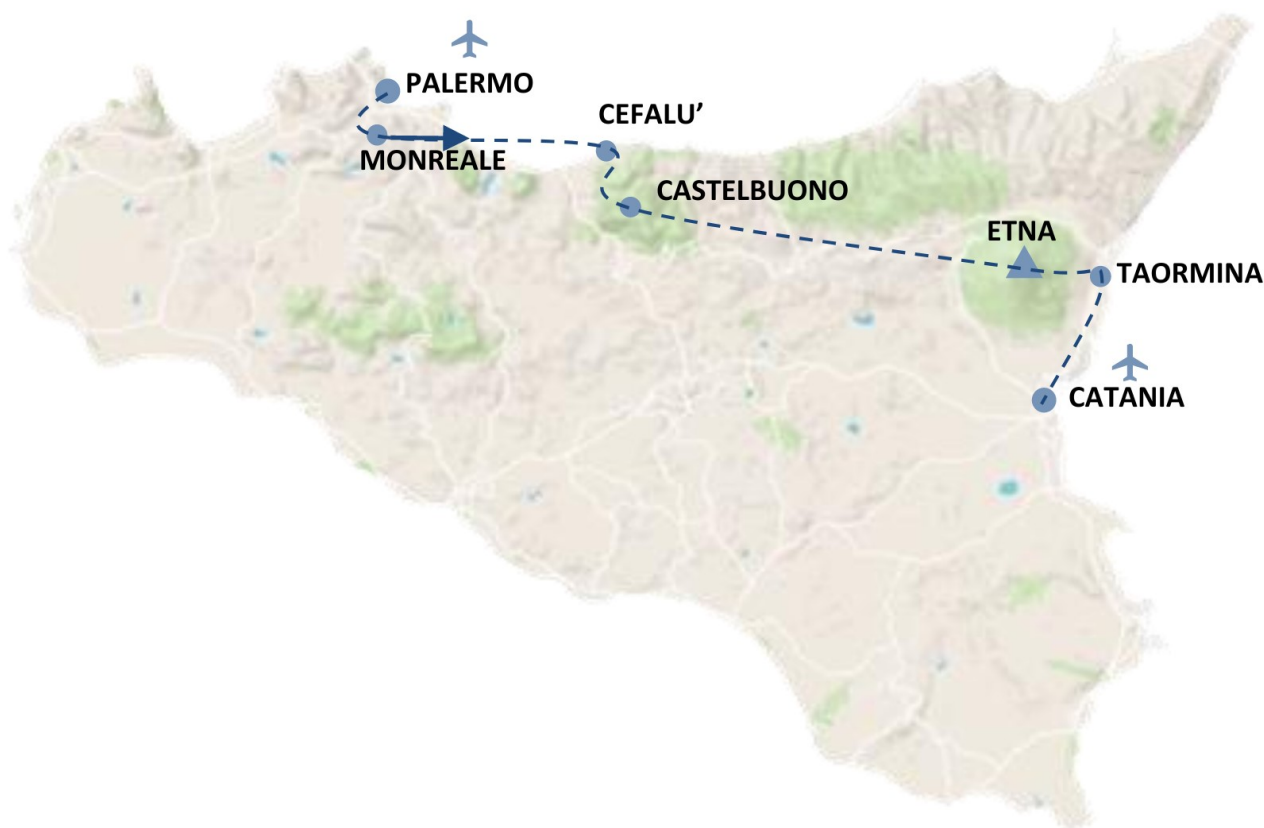 PALERMO
CEFALU’
MONREALE
CASTELBUONO
ETNA
TAORMINA
CATANIA